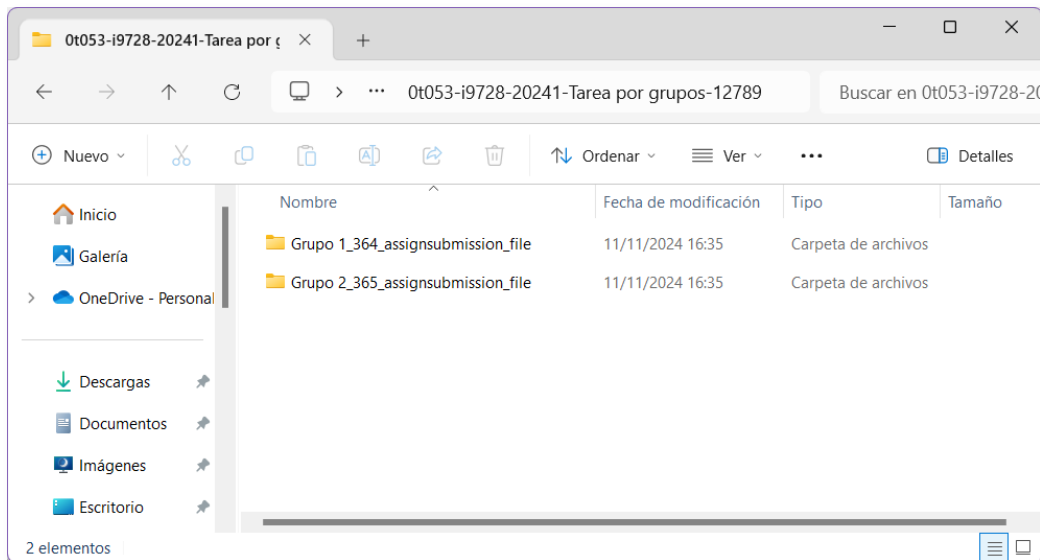 0t053-i9728-20241-Tarea por g
0t053-i9728-20241-Tarea por grupos-12789
Buscar en 0t053-i9728-20
Nuevo
Ordenar
Ver
Detalles
Inicio
Galería
OneDrive - Personal
Descargas
Documentos
Imágenes
Escritorio
Nombre Fecha de modificación Tipo Tamaño
Grupo 1_364_assignsubmission_file 11/11/2024 16:35 Carpeta de archivos
Grupo 2_365_assignsubmission_file 11/11/2024 16:35 Carpeta de archivos
2 elementos